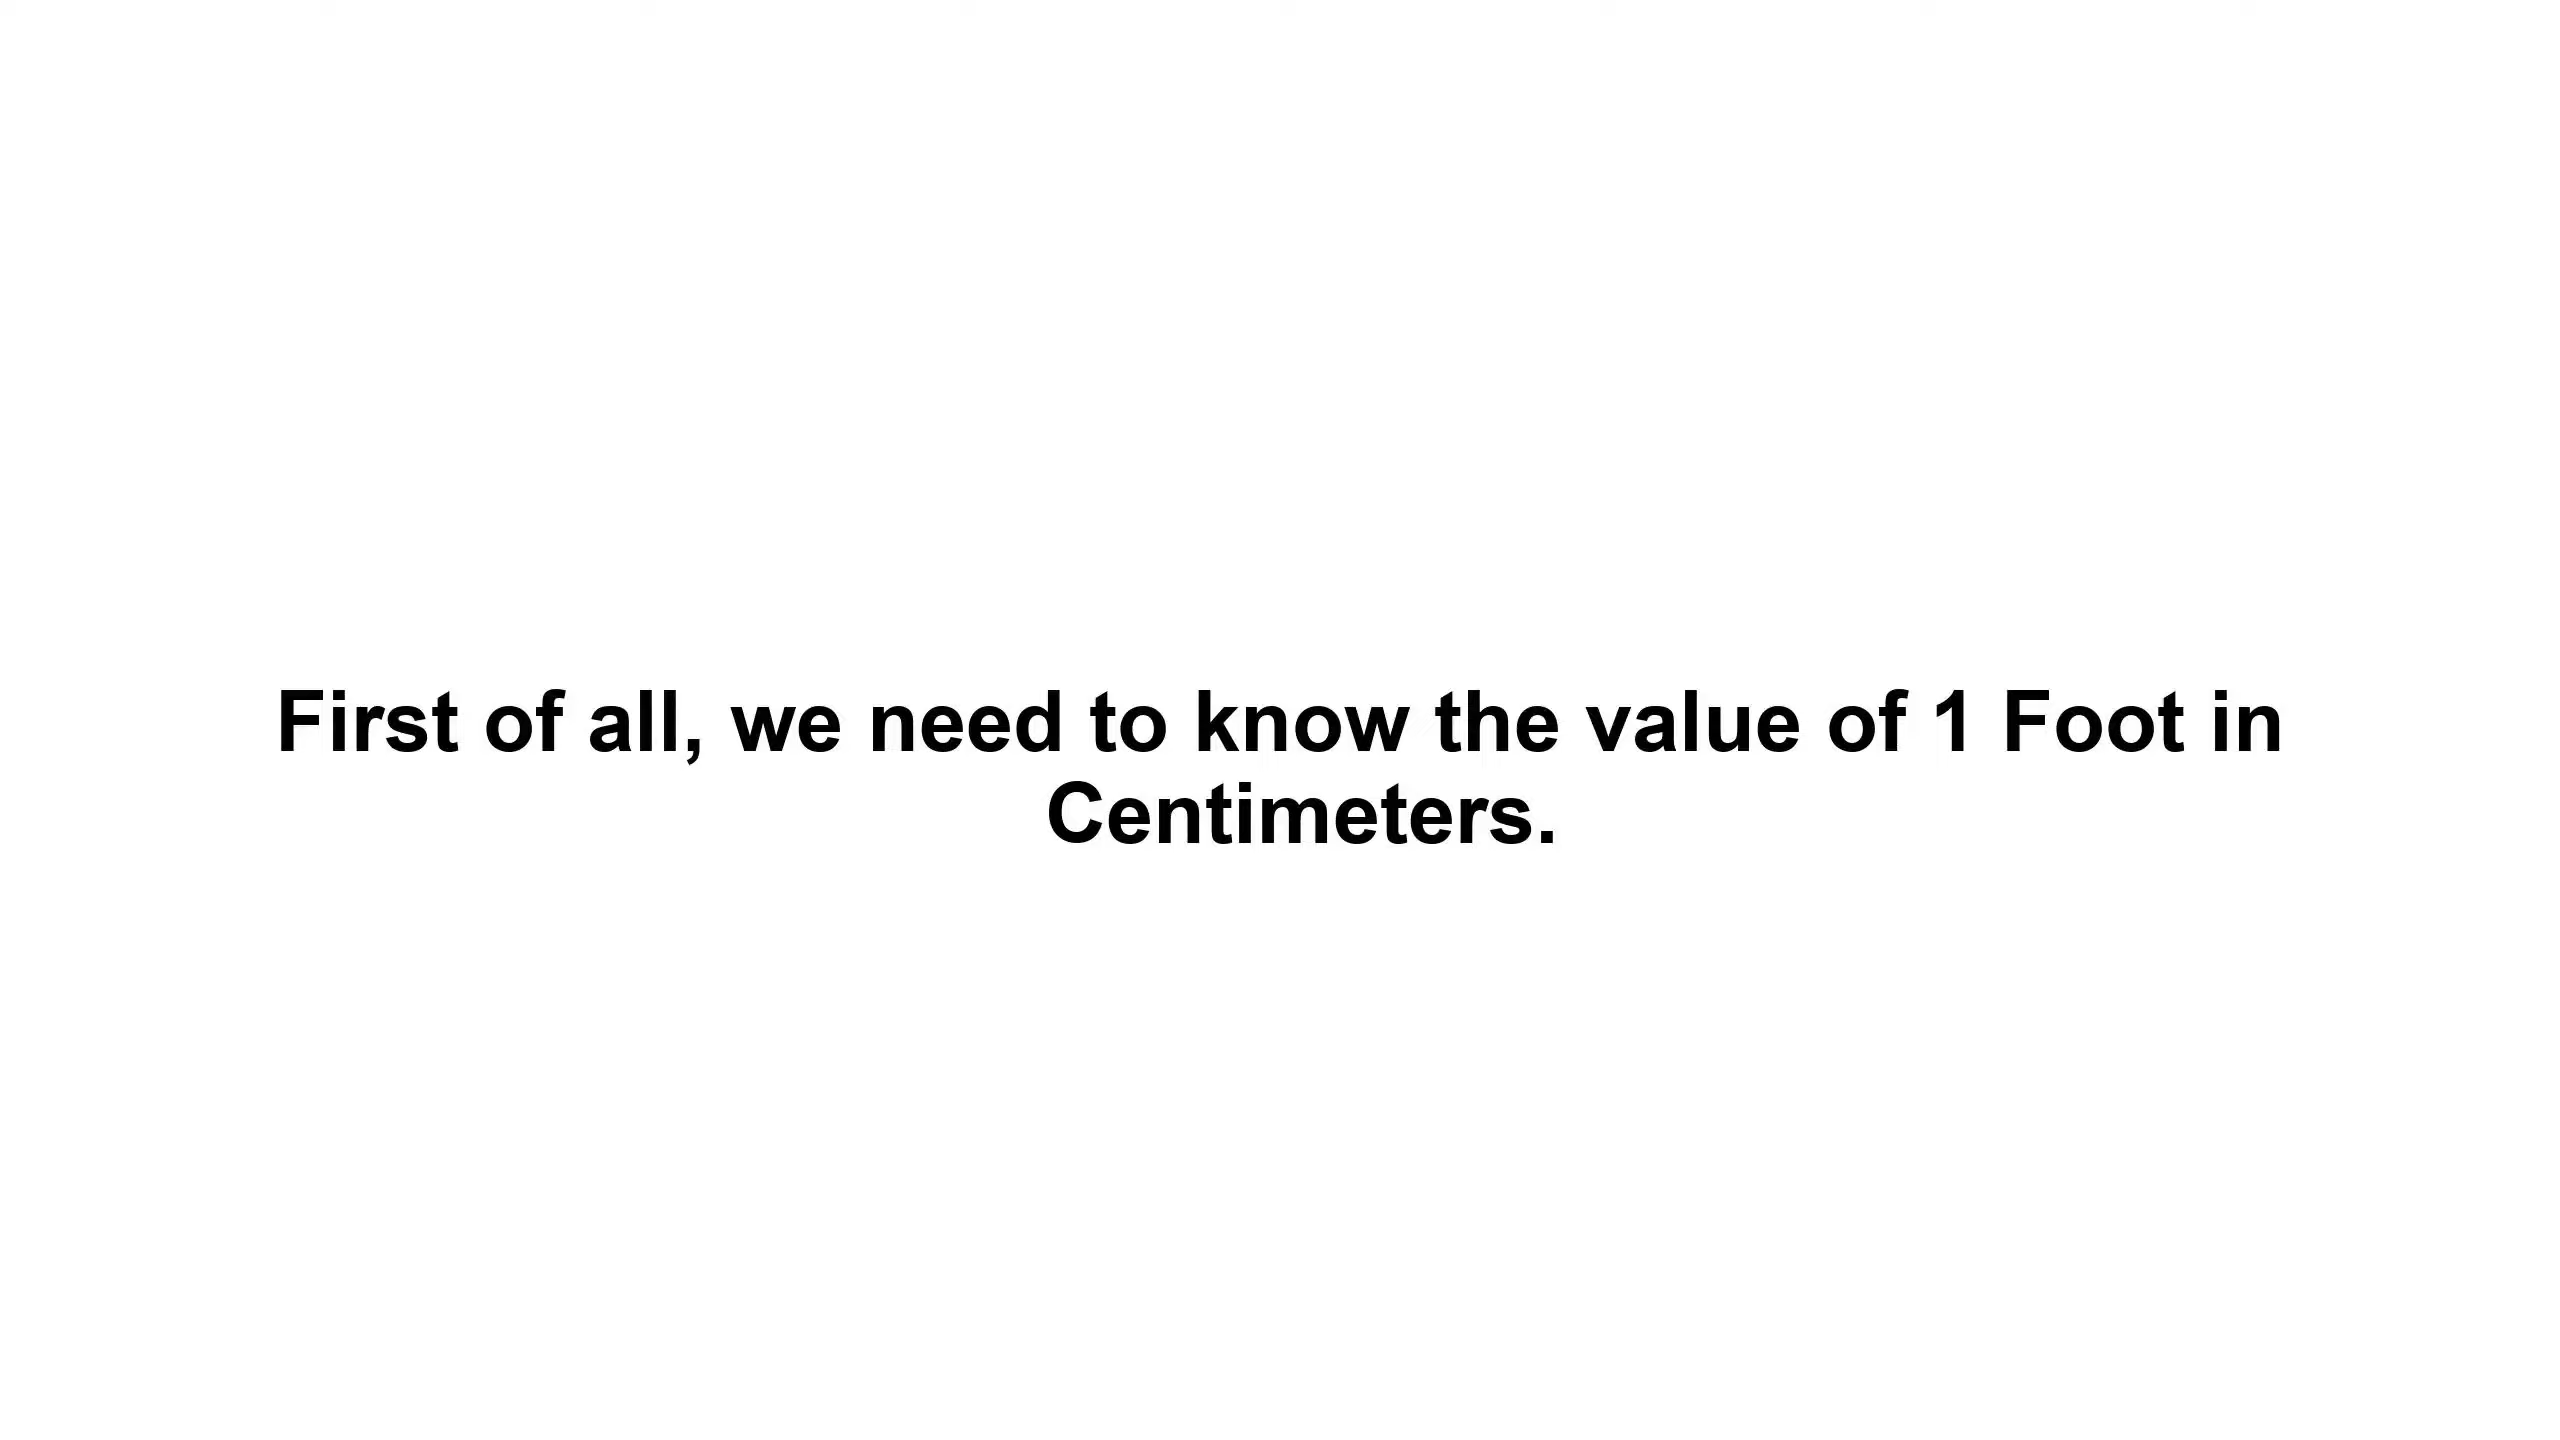 First of all, we need to know the value of 1 Foot in
Centimeters.